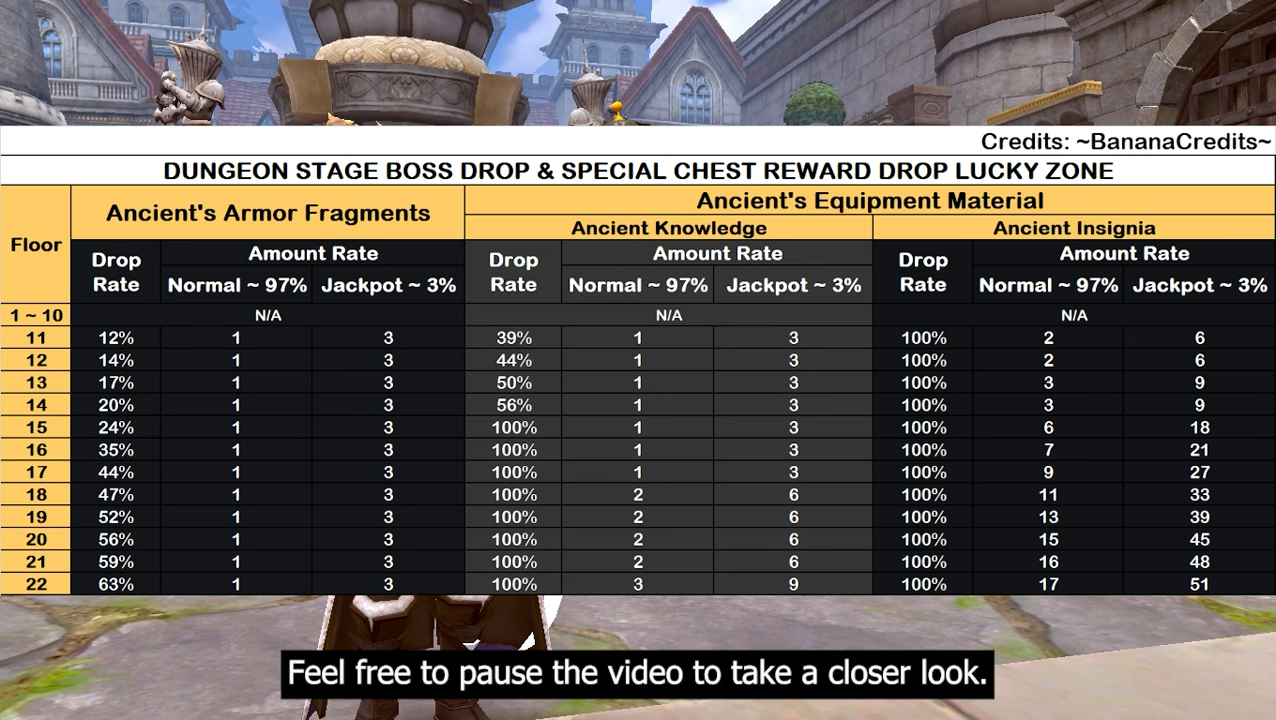 Credits: ~BananaCredits~
DUNGEON STAGE BOSS DROP & SPECIAL CHEST REWARD DROP LUCKY ZONE
Floor Ancient's Armor Fragments Ancient's Equipment Material
Ancient Knowledge Ancient Insignia
Drop Rate Amount Rate Drop Rate Amount Rate Drop Rate Amount Rate
Normal ~ 97% Jackpot ~ 3% Normal ~ 97% Jackpot ~ 3% Normal ~ 97% Jackpot ~ 3%
1 ~ 10 N/A N/A N/A
11 12% 1 3 39% 1 3 100% 2 6
12 14% 1 3 44% 1 3 100% 2 6
13 17% 1 3 50% 1 3 100% 3 9
14 20% 1 3 56% 1 3 100% 3 9
15 24% 1 3 100% 1 3 100% 6 18
16 35% 1 3 100% 1 3 100% 7 21
17 44% 1 3 100% 1 3 100% 9 27
18 47% 1 3 100% 2 6 100% 11 33
19 52% 1 3 100% 2 6 100% 13 39
20 56% 1 3 100% 2 6 100% 15 45
21 59% 1 3 100% 2 6 100% 16 48
22 63% 1 3 100% 3 9 100% 17 51
Feel free to pause the video to take a closer look.